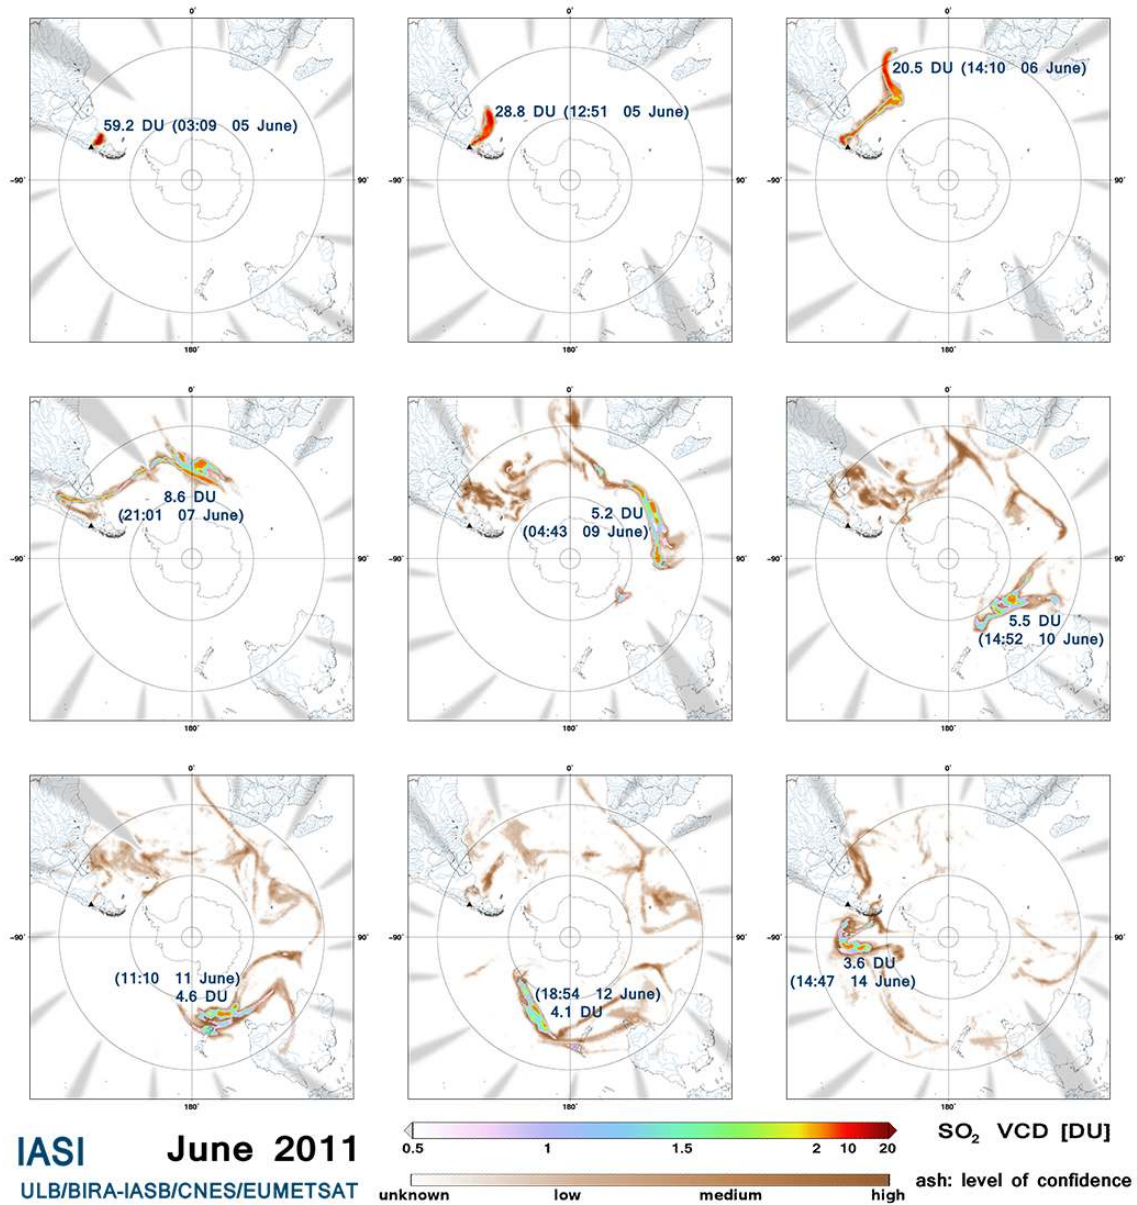 0°
0°
0°
59.2 DU (03:09 05 June)
28.8 DU (12:51 05 June)
20.5 DU (14:10 06 June)
-90°
90°
-90°
90°
-90°
90°
180°
180°
180°
0°
0°
0°
8.6 DU
(21:01 07 June)
5.2 DU
(04:43 09 June)
5.5 DU
(14:52 10 June)
-90°
90°
-90°
90°
-90°
90°
180°
180°
180°
0°
0°
0°
(11:10 11 June)
4.6 DU
(18:54 12 June)
4.1 DU
3.6 DU
(14:47 14 June)
-90°
90°
-90°
90°
-90°
90°
180°
180°
180°
IASI June 2011
ULB/BIRA-IASB/CNES/EUMETSAT
0.5 1 1.5 2 10 20
SO₂ VCD [DU]
unknown low medium high
ash: level of confidence